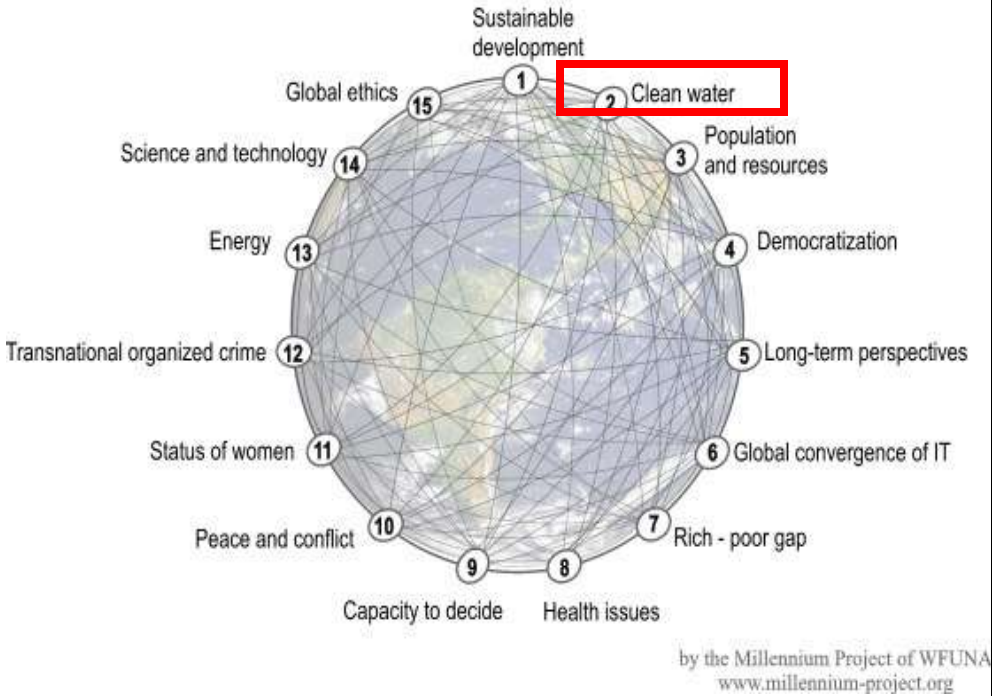 Sustainable
development
1
2 Clean water
3 Population
and resources
4 Democratization
5 Long-term perspectives
6 Global convergence of IT
7 Rich - poor gap
8 Health issues
9 Capacity to decide
10 Peace and conflict
11 Status of women
12 Transnational organized crime
13 Energy
14 Science and technology
15 Global ethics
by the Millennium Project of WFUNA
www.millennium-project.org